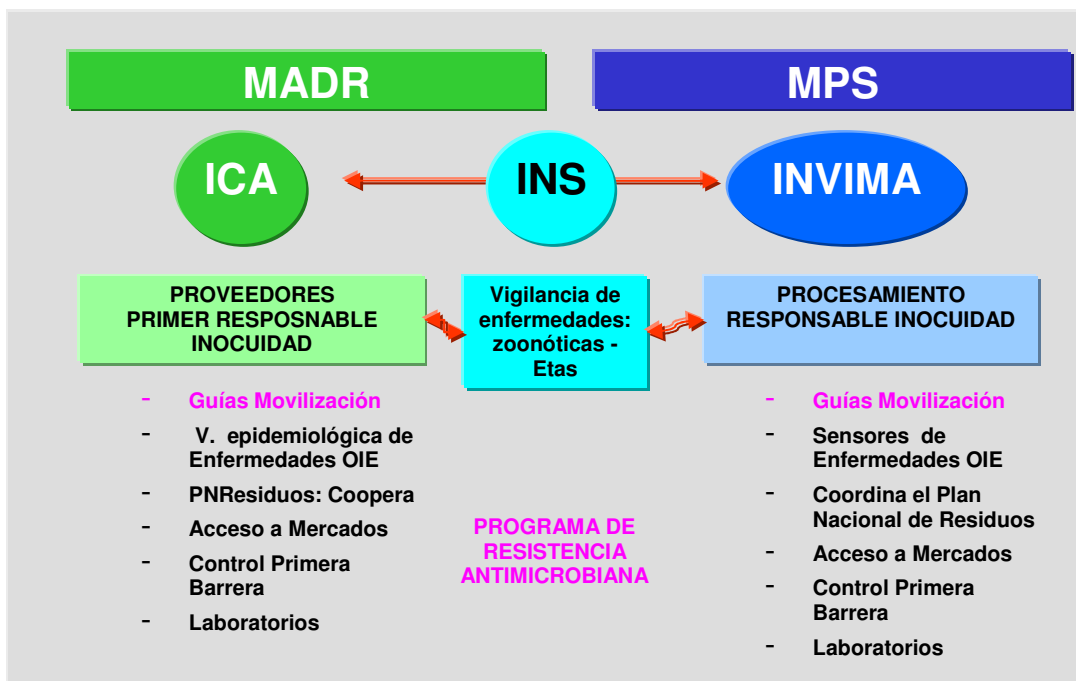 MADR
MPS
ICA
INS
INVIMA
PROVEEDORES
PRIMER RESPOSNABLE
INOCUIDAD
Vigilancia de
enfermedades:
zoonóticas -
Etas
PROCESAMIENTO
RESPONSABLE INOCUIDAD
- Guías Movilización
- V. epidemiológica de
Enfermedades OIE
- PNResiduos: Coopera
- Acceso a Mercados
- Control Primera
Barrera
- Laboratorios
PROGRAMA DE
RESISTENCIA
ANTIMICROBIANA
- Guías Movilización
- Sensores de
Enfermedades OIE
- Coordina el Plan
Nacional de Residuos
- Acceso a Mercados
- Control Primera
Barrera
- Laboratorios